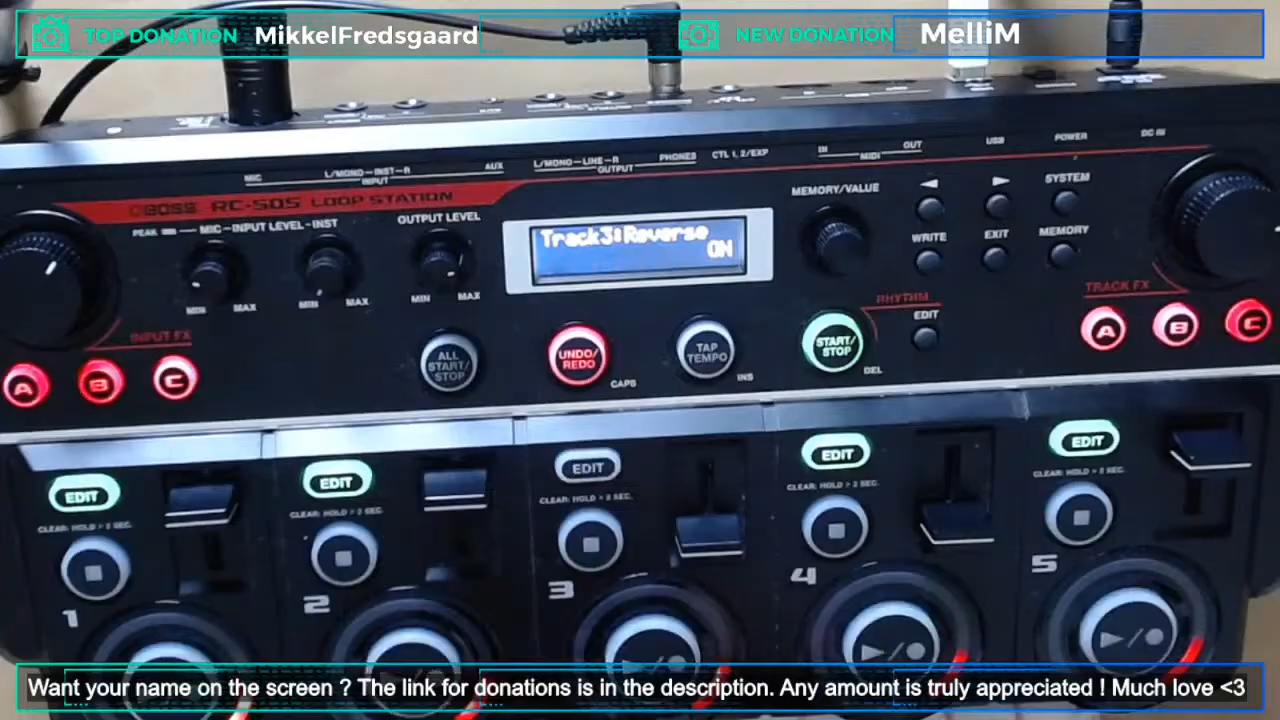 TOP DONATION MikkelFredsgaard NEW DONATION MelliM
MIC L/MONO-INST-R AUX L/MONO-LINE-R PHONES CTL 1, 2/EXP IN OUT USB POWER DC IN
INPUT OUTPUT MIDI
BOSS RC-505 LOOP STATION
PEAK MIC-INPUT LEVEL-INST OUTPUT LEVEL MEMORY/VALUE SYSTEM
MIN MAX MIN MAX MIN MAX
Track3:Reverse
ON
WRITE EXIT MEMORY
INPUT FX
A B C
ALL START/STOP
UNDO/REDO
CAPS
TAP TEMPO
INS
START/STOP
DEL
RHYTHM
EDIT
TRACK FX
A B C
EDIT EDIT EDIT EDIT EDIT
CLEAR: HOLD > 2 SEC. CLEAR: HOLD > 2 SEC. CLEAR: HOLD > 2 SEC. CLEAR: HOLD > 2 SEC. CLEAR: HOLD > 2 SEC.
1 2 3 4 5
Want your name on the screen ? The link for donations is in the description. Any amount is truly appreciated ! Much love <3